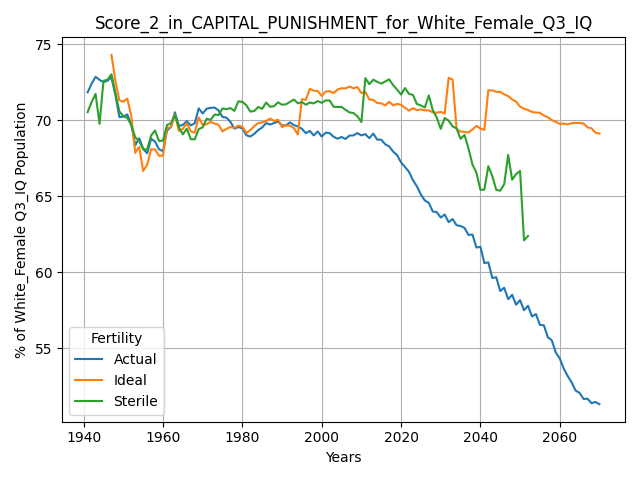 Score_2_in_CAPITAL_PUNISHMENT_for_White_Female_Q3_IQ
% of White_Female Q3_IQ Population
75
70
65
60
55
Fertility
Actual
Ideal
Sterile
1940 1960 1980 2000 2020 2040 2060
Years